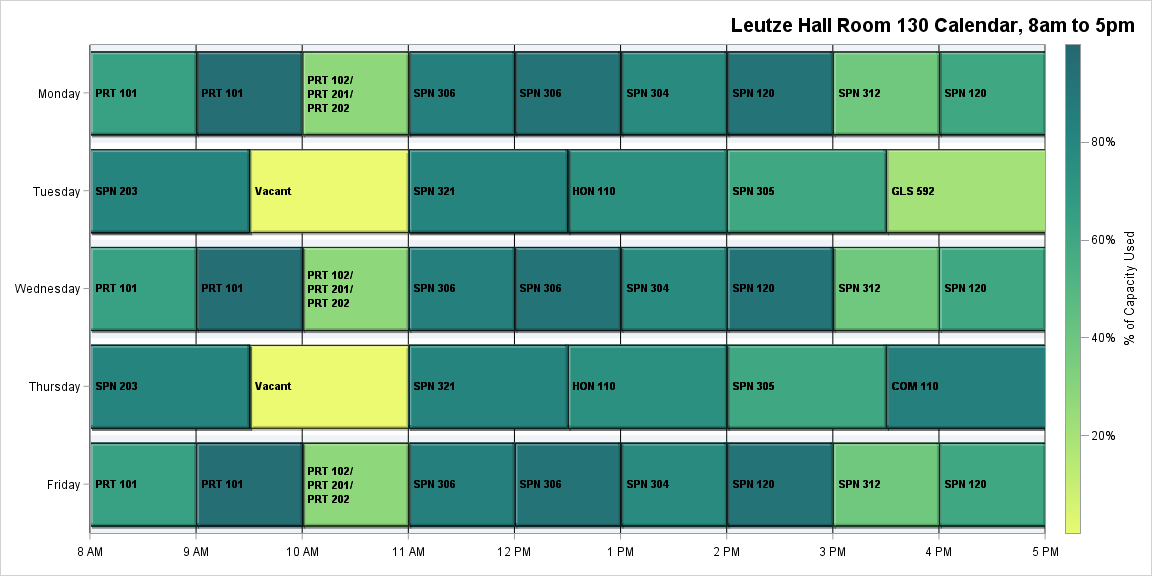 Leutze Hall Room 130 Calendar, 8am to 5pm
Monday
PRT 101
PRT 101
PRT 102/
PRT 201/
PRT 202
SPN 306
SPN 306
SPN 304
SPN 120
SPN 312
SPN 120
Tuesday
SPN 203
Vacant
SPN 321
HON 110
SPN 305
GLS 592
Wednesday
PRT 101
PRT 101
PRT 102/
PRT 201/
PRT 202
SPN 306
SPN 306
SPN 304
SPN 120
SPN 312
SPN 120
Thursday
SPN 203
Vacant
SPN 321
HON 110
SPN 305
COM 110
Friday
PRT 101
PRT 101
PRT 102/
PRT 201/
PRT 202
SPN 306
SPN 306
SPN 304
SPN 120
SPN 312
SPN 120
8 AM
9 AM
10 AM
11 AM
12 PM
1 PM
2 PM
3 PM
4 PM
5 PM
80%
60%
40%
20%
% of Capacity Used